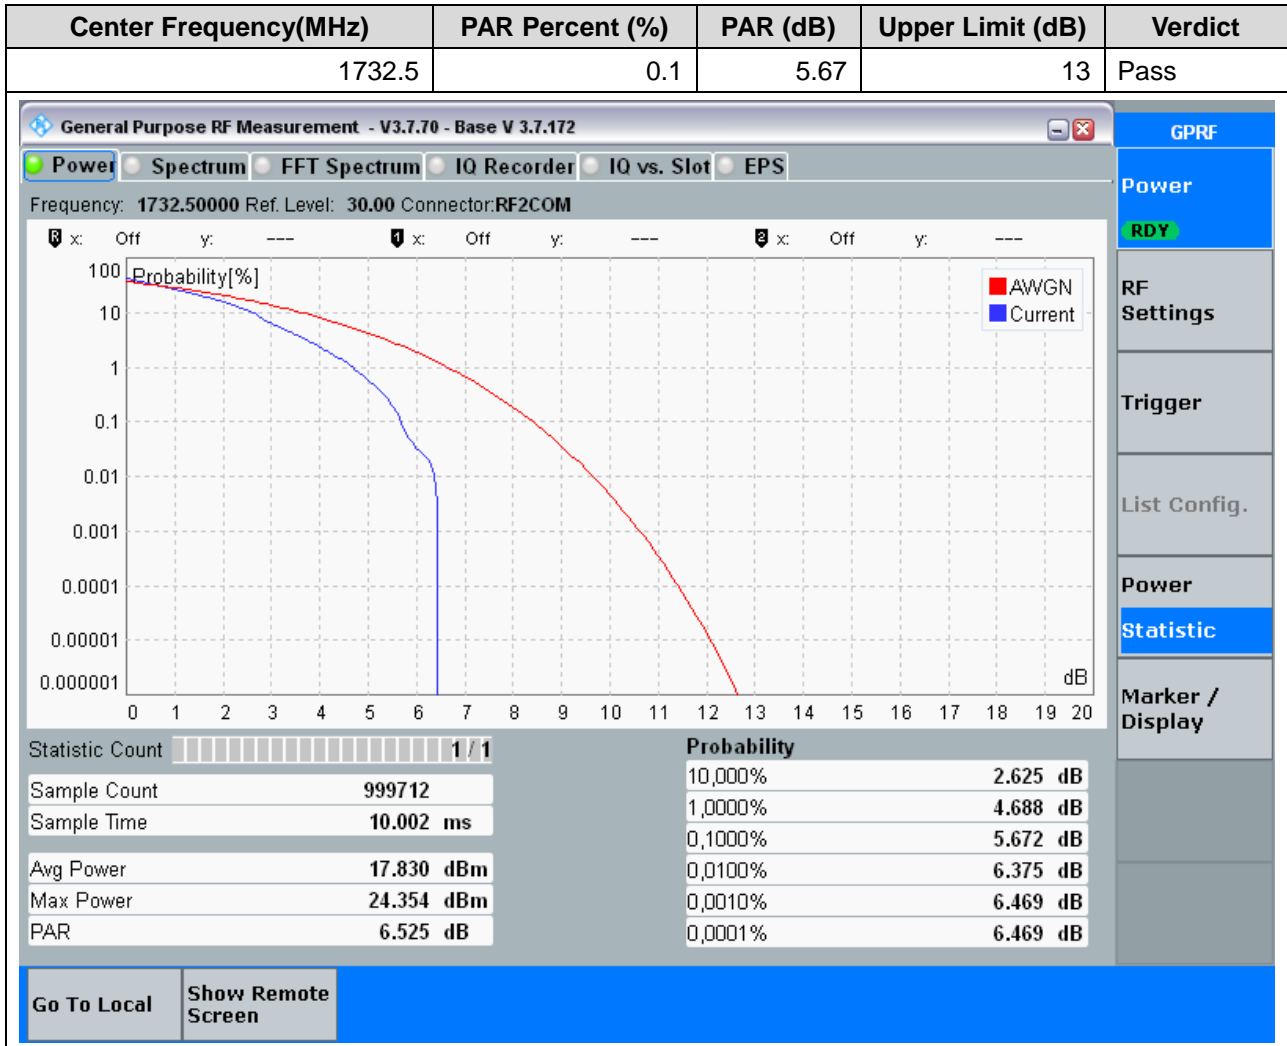 Center Frequency(MHz) PAR Percent (%) PAR (dB) Upper Limit (dB) Verdict
1732.5 0.1 5.67 13 Pass
General Purpose RF Measurement - V3.7.70 - Base V 3.7.172
GPRF
Power Spectrum FFT Spectrum IQ Recorder IQ vs. Slot EPS
Frequency: 1732.50000 Ref. Level: 30.00 Connector:RF2COM
Power
RDY
R x: Off y: --- 1 x: Off y: --- 2 x: Off y: ---
Probability[%]
100
10
1
0.1
0.01
0.001
0.0001
0.00001
0.000001
AWGN
Current
dB
0 1 2 3 4 5 6 7 8 9 10 11 12 13 14 15 16 17 18 19 20
RF
Settings
Trigger
List Config.
Power
Statistic
Marker /
Display
Statistic Count 1 / 1
Sample Count 999712
Sample Time 10.002 ms
Avg Power 17.830 dBm
Max Power 24.354 dBm
PAR 6.525 dB
Probability
10,000% 2.625 dB
1,0000% 4.688 dB
0,1000% 5.672 dB
0,0100% 6.375 dB
0,0010% 6.469 dB
0,0001% 6.469 dB
Go To Local
Show Remote
Screen